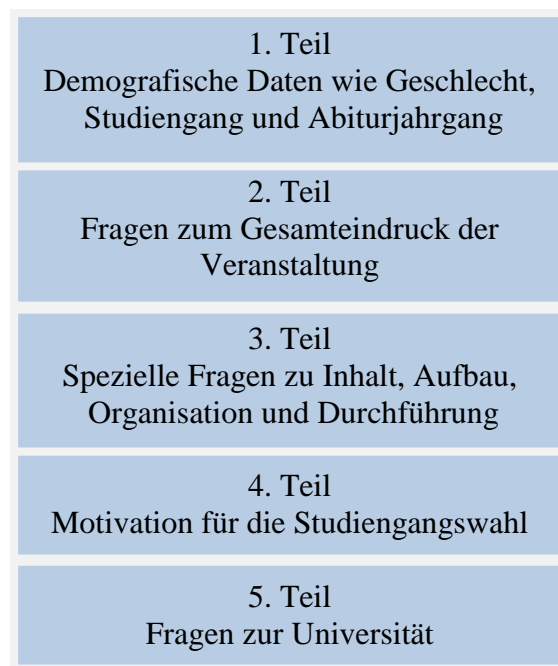 1. Teil
Demografische Daten wie Geschlecht,
Studiengang und Abiturjahrgang
2. Teil
Fragen zum Gesamteindruck der
Veranstaltung
3. Teil
Spezielle Fragen zu Inhalt, Aufbau,
Organisation und Durchführung
4. Teil
Motivation für die Studiengangswahl
5. Teil
Fragen zur Universität